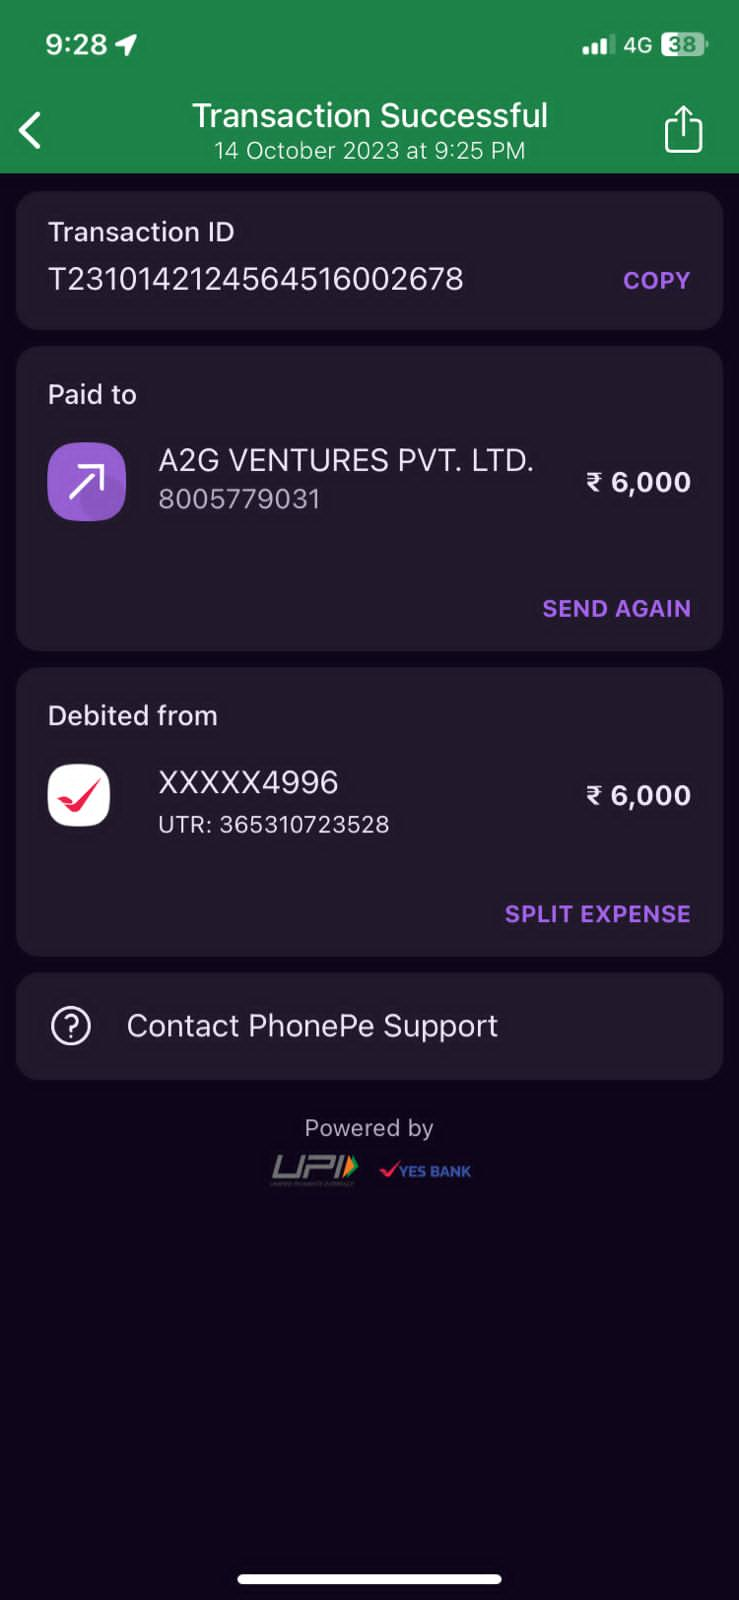 9:28
4G 38
Transaction Successful
14 October 2023 at 9:25 PM
Transaction ID
T2310142124564516002678
COPY
Paid to
A2G VENTURES PVT. LTD.
8005779031
₹ 6,000
SEND AGAIN
Debited from
XXXXX4996
UTR: 365310723528
₹ 6,000
SPLIT EXPENSE
Contact PhonePe Support
Powered by
UPI YES BANK